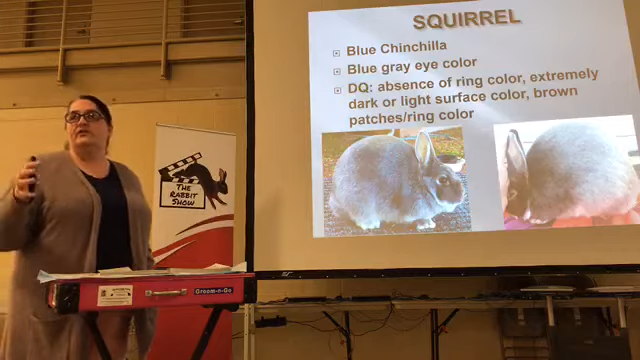 SQUIRREL
Blue Chinchilla
Blue gray eye color
DQ: absence of ring color, extremely
dark or light surface color, brown
patches/ring color
THE
RABBIT
SHOW
Groom-n-Go